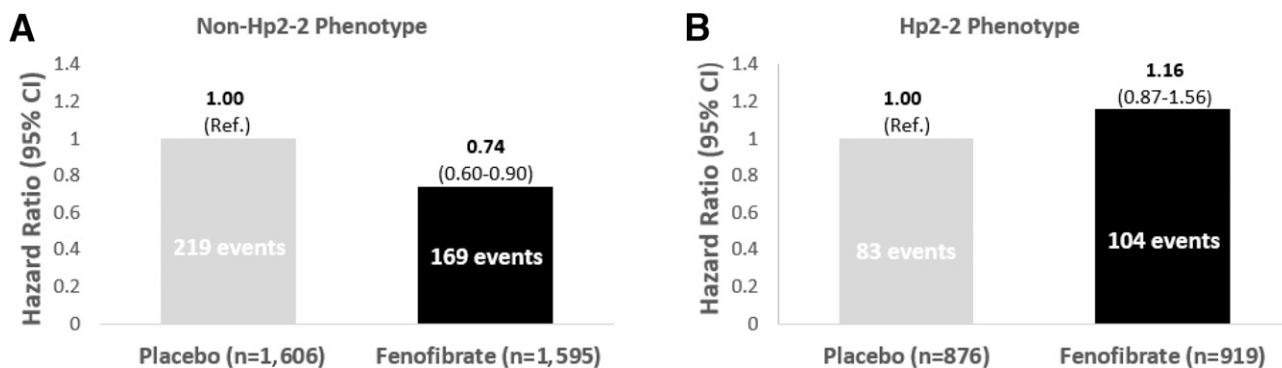 A
Non-Hp2-2 Phenotype
Hazard Ratio (95% CI)
1.4
1.2
1
0.8
0.6
0.4
0.2
0
1.00
(Ref.)
219 events
0.74
(0.60-0.90)
169 events
Placebo (n=1,606)
Fenofibrate (n=1,595)
B
Hp2-2 Phenotype
Hazard Ratio (95% CI)
1.4
1.2
1
0.8
0.6
0.4
0.2
0
1.00
(Ref.)
83 events
1.16
(0.87-1.56)
104 events
Placebo (n=876)
Fenofibrate (n=919)